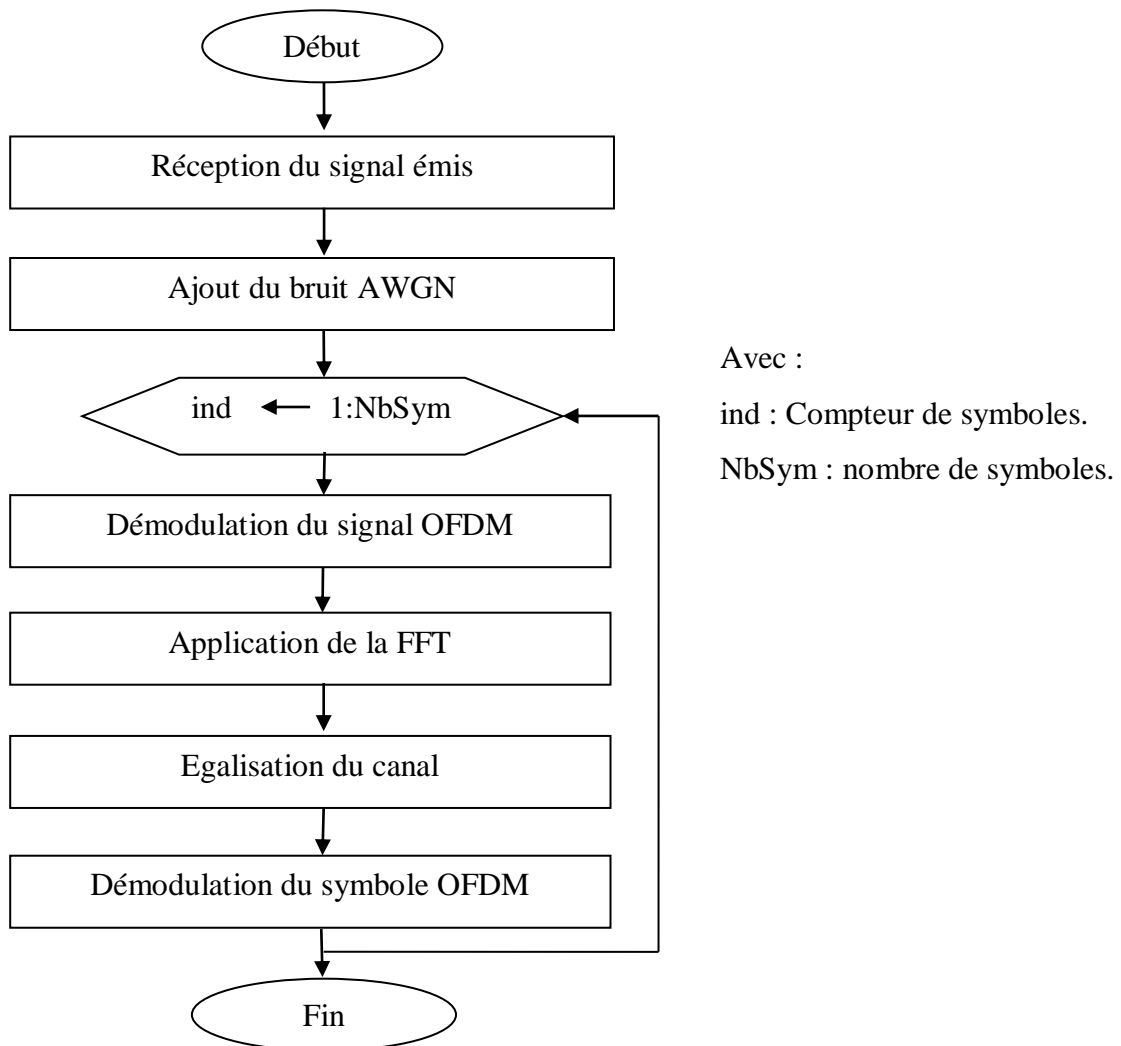 Début
Réception du signal émis
Ajout du bruit AWGN
ind 1:NbSym
Démodulation du signal OFDM
Application de la FFT
Egalisation du canal
Démodulation du symbole OFDM
Fin
Avec :
ind : Compteur de symboles.
NbSym : nombre de symboles.